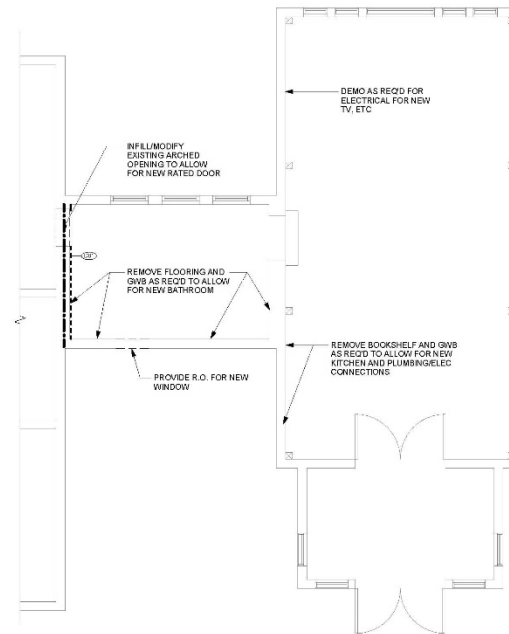 DEMO AS REQ'D FOR
ELECTRICAL FOR NEW
TV, ETC
INFILL/MODIFY
EXISTING ARCHED
OPENING TO ALLOW
FOR NEW RATED DOOR
REMOVE FLOORING AND
GWB AS REQ'D TO ALLOW
FOR NEW BATHROOM
REMOVE BOOKSHELF AND GWB
AS REQ'D TO ALLOW FOR NEW
KITCHEN AND PLUMBING/ELEC
CONNECTIONS
PROVIDE R.O. FOR NEW
WINDOW